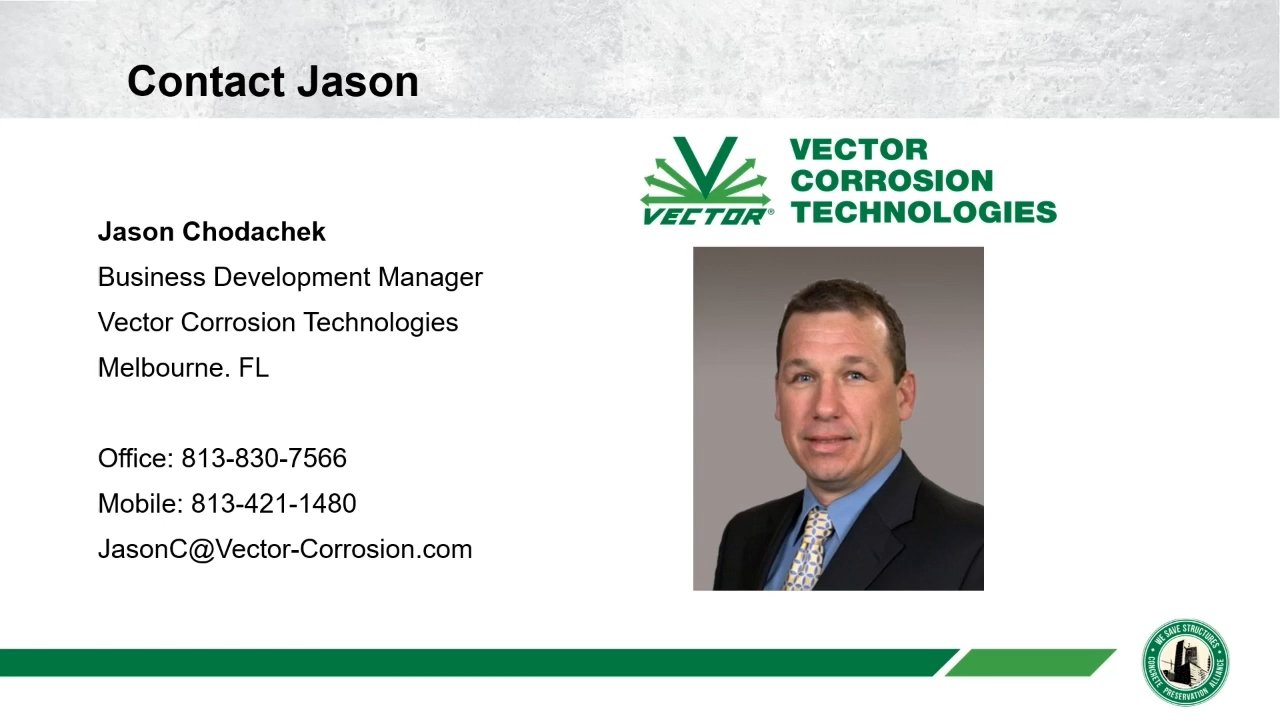 Contact Jason
VECTOR
CORROSION
TECHNOLOGIES
VECTOR®
Jason Chodachek
Business Development Manager
Vector Corrosion Technologies
Melbourne. FL
Office: 813-830-7566
Mobile: 813-421-1480
JasonC@Vector-Corrosion.com
WE SAVE STRUCTURES
CONCRETE PRESERVATION ALLIANCE